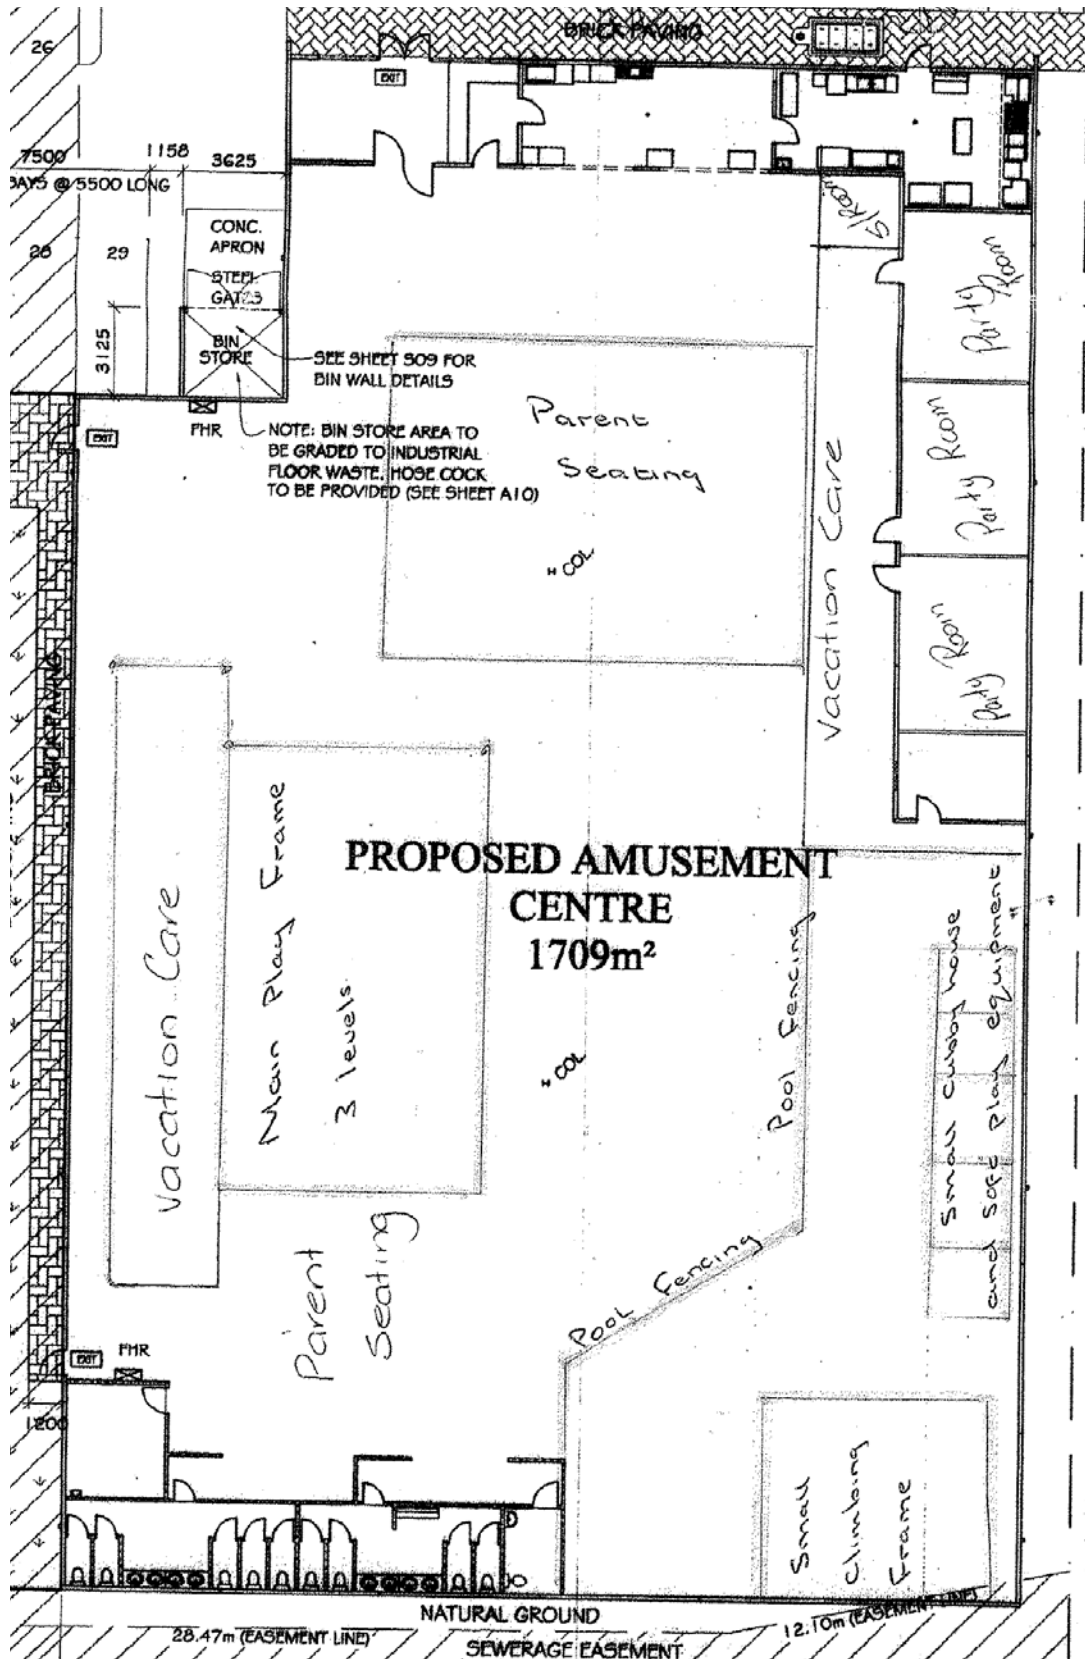 BRICK PAVING
26
EXIT
7500
1158
3625
BAYS @ 5500 LONG
S/Room
CONC.
APRON
28
29
STEEL
GATES
3125
BIN
STORE
SEE SHEET S09 FOR
BIN WALL DETAILS
Party Room
EXIT
FHR
NOTE: BIN STORE AREA TO
BE GRADED TO INDUSTRIAL
FLOOR WASTE. HOSE COCK
TO BE PROVIDED (SEE SHEET A10)
Parent
Seating
Party Room
COL
Vacation Care
Party Room
BRICK PAVING
Vacation Care
Main Play Frame
3 levels
PROPOSED AMUSEMENT
CENTRE
1709m²
Pool Fencing
Small cubby house
and soft play equipment
COL
Pool Fencing
Parent
Seating
EXIT
FHR
1200
Small
Climbing
Frame
NATURAL GROUND
28.47m (EASEMENT LINE)
12.10m (EASEMENT LINE)
SEWERAGE EASEMENT